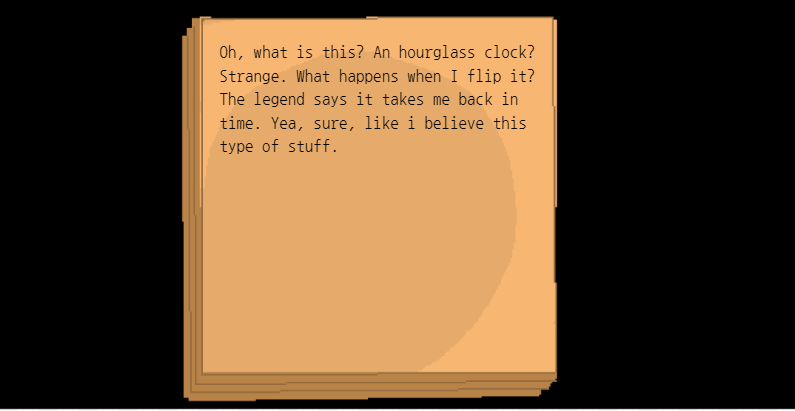 Oh, what is this? An hourglass clock?
Strange. What happens when I flip it?
The legend says it takes me back in
time. Yea, sure, like i believe this
type of stuff.